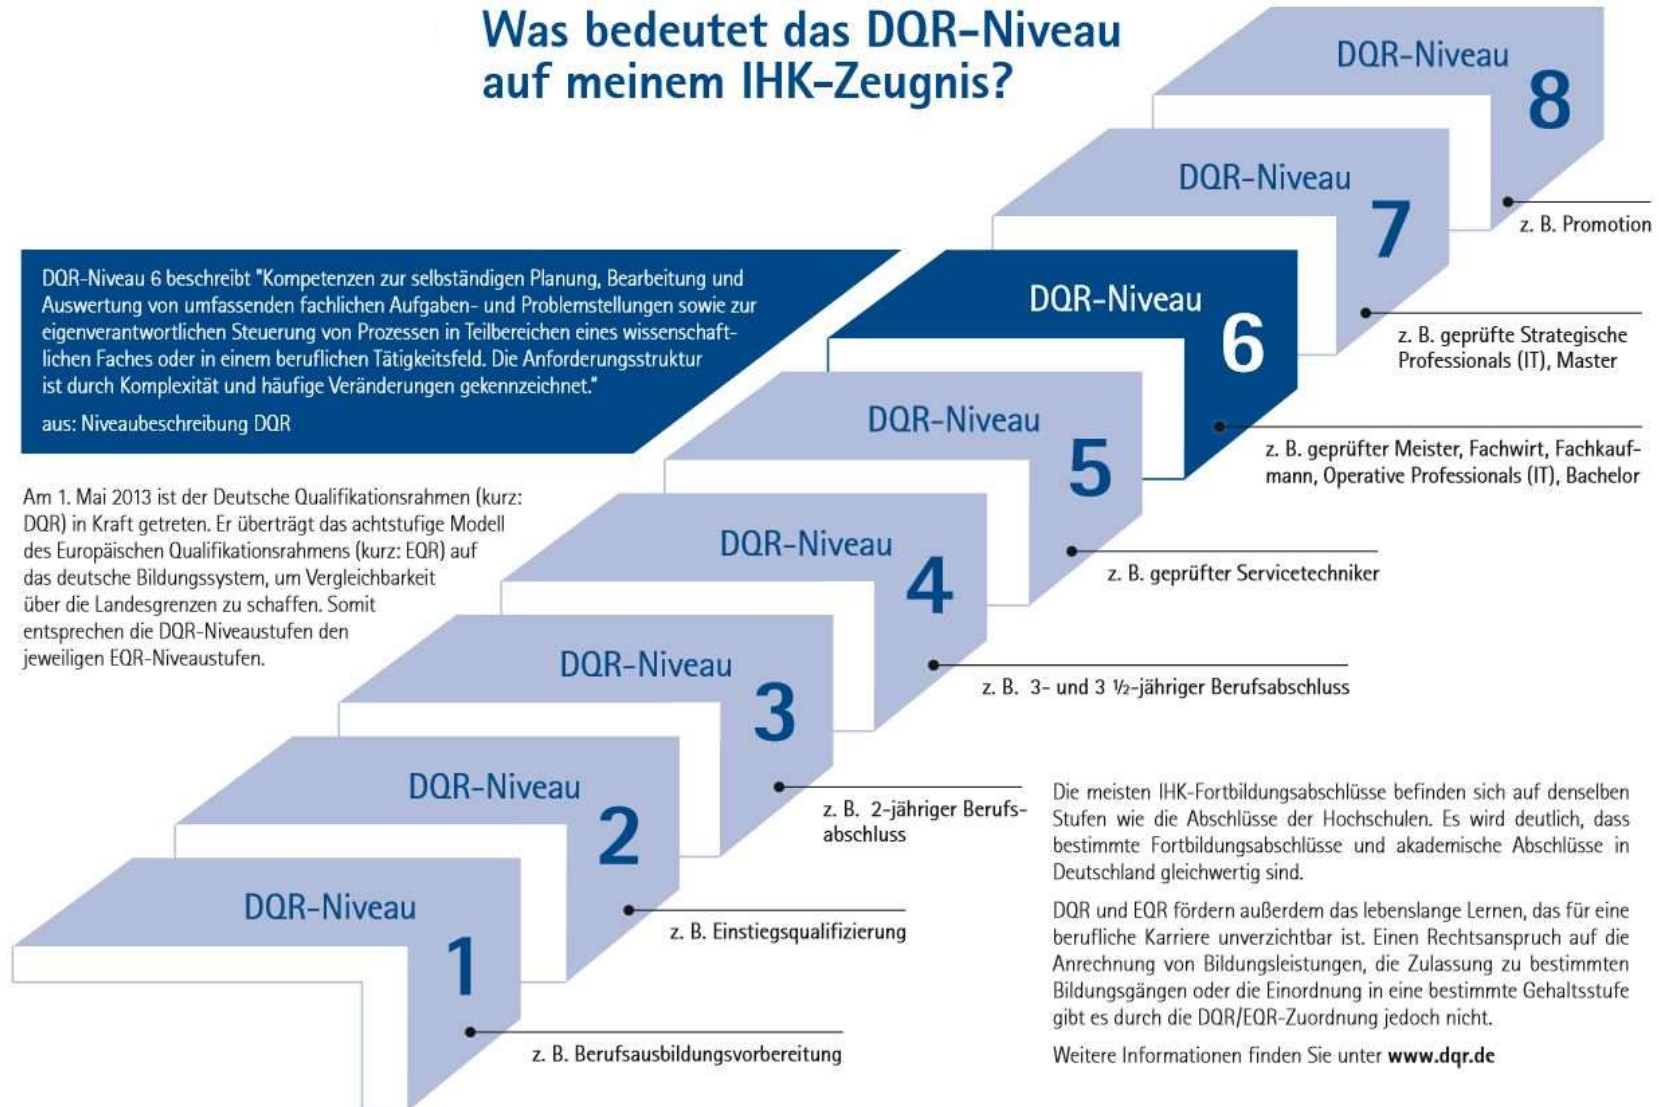 Was bedeutet das DQR-Niveau
auf meinem IHK-Zeugnis?
DQR-Niveau
8
z. B. Promotion
DQR-Niveau
7
z. B. geprüfte Strategische
Professionals (IT), Master
DQR-Niveau 6 beschreibt "Kompetenzen zur selbständigen Planung, Bearbeitung und
Auswertung von umfassenden fachlichen Aufgaben- und Problemstellungen sowie zur
eigenverantwortlichen Steuerung von Prozessen in Teilbereichen eines wissenschaft-
lichen Faches oder in einem beruflichen Tätigkeitsfeld. Die Anforderungsstruktur
ist durch Komplexität und häufige Veränderungen gekennzeichnet."
aus: Niveaubeschreibung DQR
DQR-Niveau
6
z. B. geprüfter Meister, Fachwirt, Fachkauf-
mann, Operative Professionals (IT), Bachelor
DQR-Niveau
5
z. B. geprüfter Servicetechniker
Am 1. Mai 2013 ist der Deutsche Qualifikationsrahmen (kurz:
DQR) in Kraft getreten. Er überträgt das achtstufige Modell
des Europäischen Qualifikationsrahmens (kurz: EQR) auf
das deutsche Bildungssystem, um Vergleichbarkeit
über die Landesgrenzen zu schaffen. Somit
entsprechen die DQR-Niveaustufen den
jeweiligen EQR-Niveaustufen.
DQR-Niveau
4
z. B. 3- und 3 ½-jähriger Berufsabschluss
DQR-Niveau
3
z. B. 2-jähriger Berufs-
abschluss
DQR-Niveau
2
z. B. Einstiegsqualifizierung
DQR-Niveau
1
z. B. Berufsausbildungsvorbereitung
Die meisten IHK-Fortbildungsabschlüsse befinden sich auf denselben
Stufen wie die Abschlüsse der Hochschulen. Es wird deutlich, dass
bestimmte Fortbildungsabschlüsse und akademische Abschlüsse in
Deutschland gleichwertig sind.
DQR und EQR fördern außerdem das lebenslange Lernen, das für eine
berufliche Karriere unverzichtbar ist. Einen Rechtsanspruch auf die
Anrechnung von Bildungsleistungen, die Zulassung zu bestimmten
Bildungsgängen oder die Einordnung in eine bestimmte Gehaltsstufe
gibt es durch die DQR/EQR-Zuordnung jedoch nicht.
Weitere Informationen finden Sie unter www.dqr.de